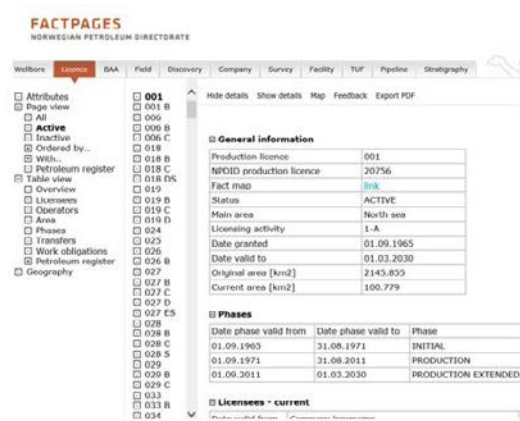 FACTPAGES
NORWEGIAN PETROLEUM DIRECTORATE
Wellbore Licence BAA Field Discovery Company Survey Facility TUF Pipeline Stratigraphy
Attributes
Page view
All
Active
Inactive
Ordered by..
With..
Petroleum register
Table view
Overview
Licensees
Operators
Area
Phases
Transfers
Work obligations
Petroleum register
Geography
001
001 B
006
006 B
006 C
018
018 B
018 C
018 DS
019
019 B
019 C
019 D
024
025
026
026 B
027
027 B
027 C
027 D
027 ES
028
028 B
028 C
028 S
029
029 B
029 C
033
033 B
034
Hide details Show details Map Feedback Export PDF
General information
Production licence 001
NPDID production licence 20756
Fact map link
Status ACTIVE
Main area North sea
Licensing activity 1-A
Date granted 01.09.1965
Date valid to 01.03.2030
Original area [km2] 2145.855
Current area [km2] 100.779
Phases
Date phase valid from Date phase valid to Phase
01.09.1965 31.08.1971 INITIAL
01.09.1971 31.08.2011 PRODUCTION
01.09.2011 01.03.2030 PRODUCTION EXTENDED
Licensees - current